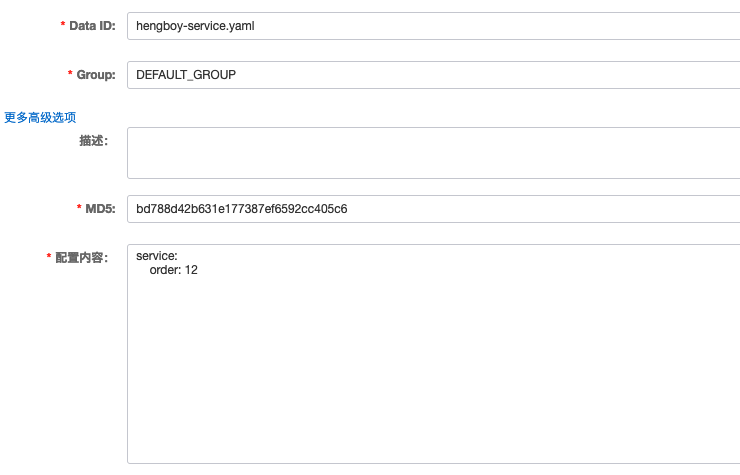 * Data ID: hengboy-service.yaml
* Group: DEFAULT_GROUP
更多高级选项
描述:
* MD5: bd788d42b631e177387ef6592cc405c6
* 配置内容: service:
order: 12